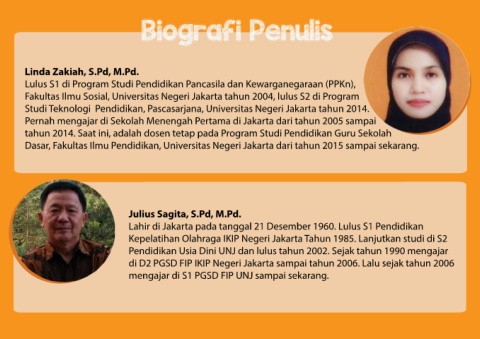 Biografi Penulis
Linda Zakiah, S.Pd, M.Pd.
Lulus S1 di Program Studi Pendidikan Pancasila dan Kewarganegaraan (PPKn),
Fakultas Ilmu Sosial, Universitas Negeri Jakarta tahun 2004, lulus S2 di Program
Studi Teknologi Pendidikan, Pascasarjana, Universitas Negeri Jakarta tahun 2014.
Pernah mengajar di Sekolah Menengah Pertama di Jakarta dari tahun 2005 sampai
tahun 2014. Saat ini, adalah dosen tetap pada Program Studi Pendidikan Guru Sekolah
Dasar, Fakultas Ilmu Pendidikan, Universitas Negeri Jakarta dari tahun 2015 sampai sekarang.
Julius Sagita, S.Pd, M.Pd.
Lahir di Jakarta pada tanggal 21 Desember 1960. Lulus S1 Pendidikan
Kepelatihan Olahraga IKIP Negeri Jakarta Tahun 1985. Lanjutkan studi di S2
Pendidikan Usia Dini UNJ dan lulus tahun 2002. Sejak tahun 1990 mengajar
di D2 PGSD FIP IKIP Negeri Jakarta sampai tahun 2006. Lalu sejak tahun 2006
mengajar di S1 PGSD FIP UNJ sampai sekarang.